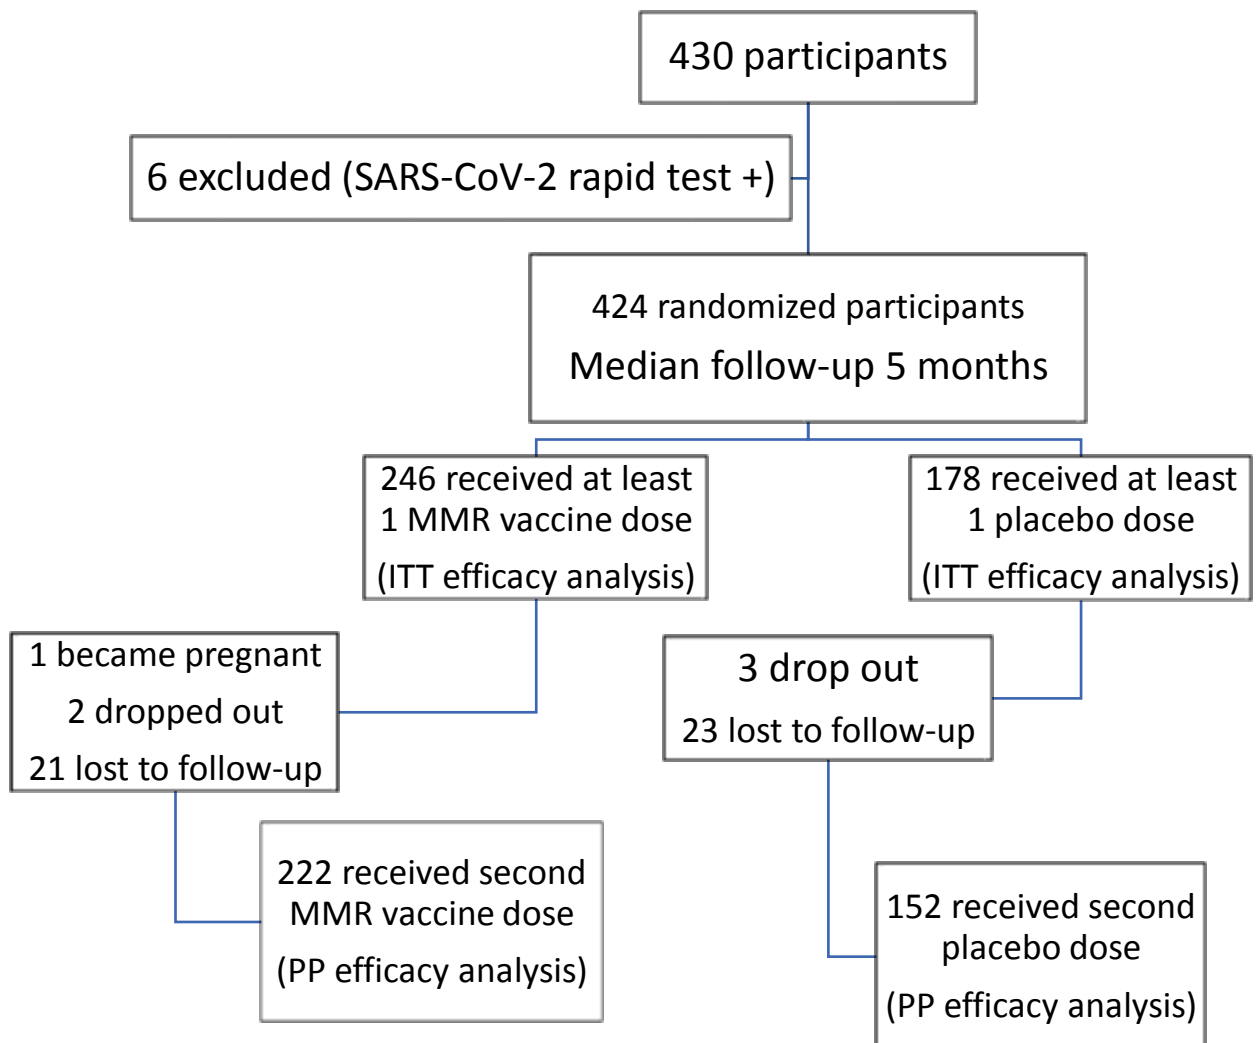 430 participants
6 excluded (SARS-CoV-2 rapid test +)
424 randomized participants
Median follow-up 5 months
246 received at least
1 MMR vaccine dose
(ITT efficacy analysis)
178 received at least
1 placebo dose
(ITT efficacy analysis)
1 became pregnant
2 dropped out
21 lost to follow-up
3 drop out
23 lost to follow-up
222 received second
MMR vaccine dose
(PP efficacy analysis)
152 received second
placebo dose
(PP efficacy analysis)